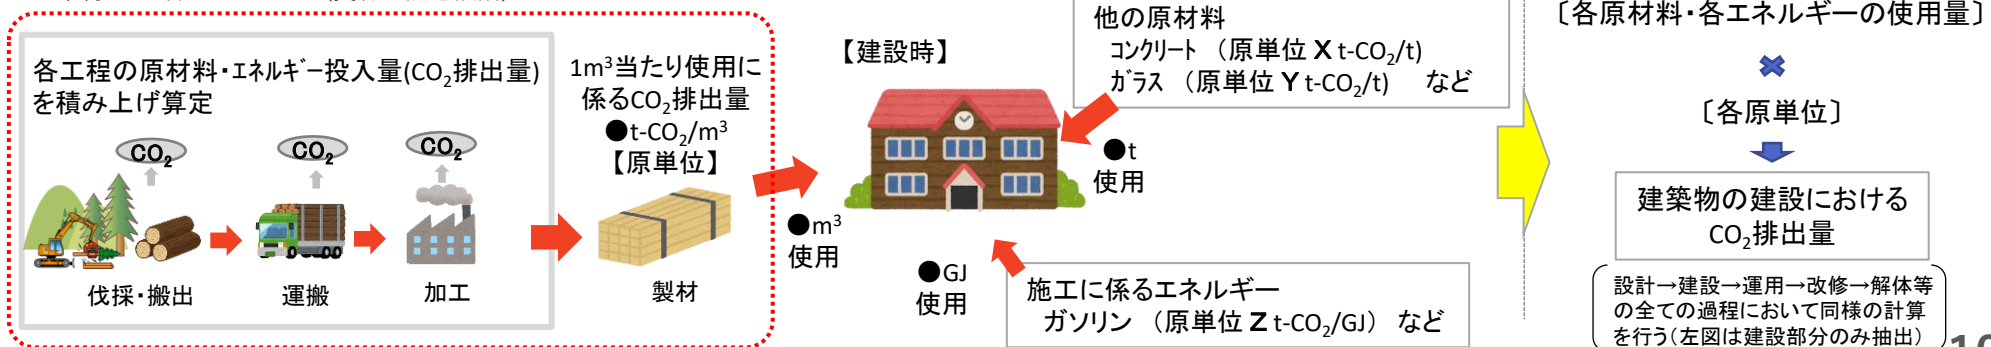 各工程の原材料・ｴﾈﾙｷﾞｰ投入量(CO₂排出量)
を積み上げ算定
CO₂
CO₂
CO₂
伐採・搬出
運搬
加工
1m³当たり使用に
係るCO₂排出量
●t-CO₂/m³
【原単位】
製材
●m³
使用
【建設時】
他の原材料
ｺﾝｸﾘｰﾄ （原単位 X t-CO₂/t)
ｶﾞﾗｽ （原単位 Y t-CO₂/t) など
●t
使用
●GJ
使用
施工に係るエネルギー
ガソリン （原単位 Z t-CO₂/GJ） など
〔各原材料・各エネルギーの使用量〕
×
〔各原単位〕
建築物の建設における
CO₂排出量
設計→建設→運用→改修→解体等
の全ての過程において同様の計算
を行う(左図は建設部分のみ抽出)